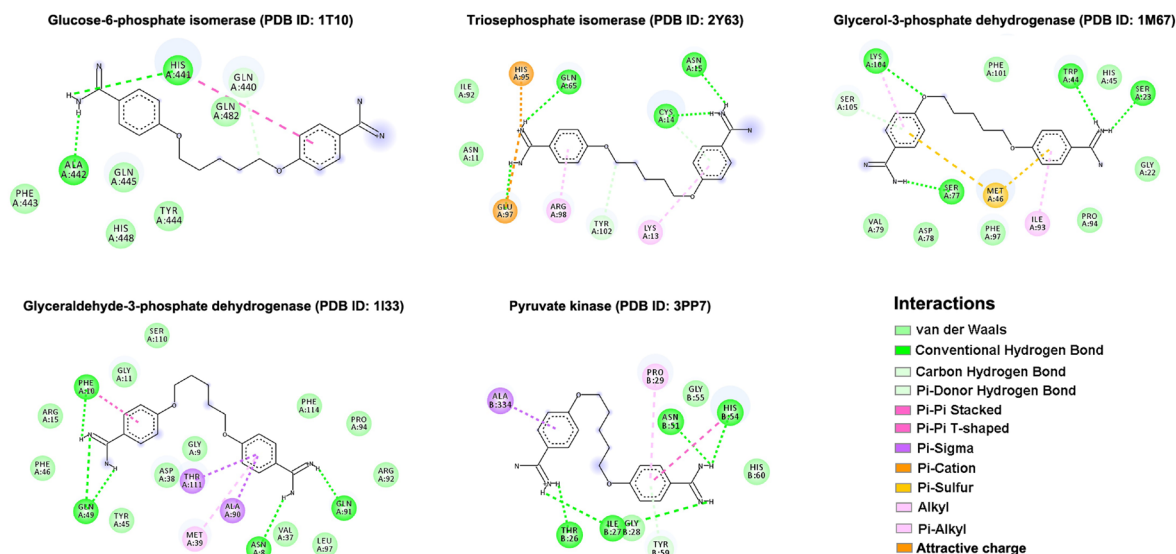 Glucose-6-phosphate isomerase (PDB ID: 1T10)
Triosephosphate isomerase (PDB ID: 2Y63)
Glycerol-3-phosphate dehydrogenase (PDB ID: 1M67)
HIS
A:441
GLN
A:440
GLN
A:482
ALA
A:442
GLN
A:445
PHE
A:443
TYR
A:444
HIS
A:448
N
H
N
H
O
O
N
N
HIS
A:95
GLN
A:65
ASN
A:15
ILE
A:92
CYS
A:14
ASN
A:11
GLU
A:97
ARG
A:98
TYR
A:102
LYS
A:13
LYS
A:104
PHE
A:101
TRP
A:44
HIS
A:45
SER
A:23
SER
A:105
GLY
A:22
SER
A:77
MET
A:46
VAL
A:79
ASP
A:78
PHE
A:97
ILE
A:93
PRO
A:94
Glyceraldehyde-3-phosphate dehydrogenase (PDB ID: 1I33)
Pyruvate kinase (PDB ID: 3PP7)
SER
A:110
GLY
A:11
PHE
A:10
ARG
A:15
PHE
A:114
PRO
A:94
GLY
A:9
PHE
A:46
ASP
A:38
THR
A:111
ARG
A:92
GLN
A:49
TYR
A:45
ALA
A:90
GLN
A:91
MET
A:39
VAL
A:37
ASN
A:8
LEU
A:97
ALA
B:334
PRO
B:29
GLY
B:55
ASN
B:51
HIS
B:54
HIS
B:60
THR
B:26
ILE
B:27
GLY
B:28
TYR
B:59
Interactions
van der Waals
Conventional Hydrogen Bond
Carbon Hydrogen Bond
Pi-Donor Hydrogen Bond
Pi-Pi Stacked
Pi-Pi T-shaped
Pi-Sigma
Pi-Cation
Pi-Sulfur
Alkyl
Pi-Alkyl
Attractive charge